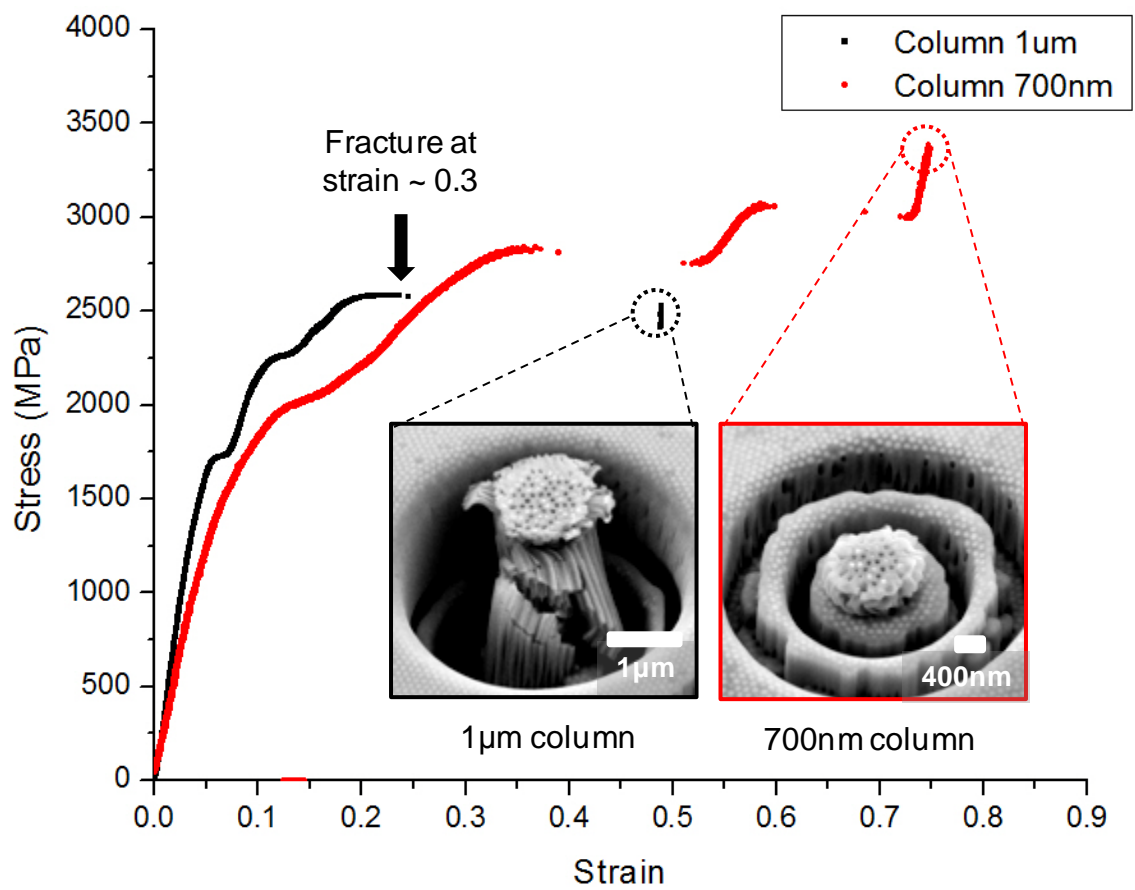 4000
3500
3000
2500
2000
1500
1000
500
0
Stress (MPa)
Column 1um
Column 700nm
Fracture at
strain ~ 0.3
1µm
400nm
1µm column
700nm column
0.0 0.1 0.2 0.3 0.4 0.5 0.6 0.7 0.8 0.9
Strain